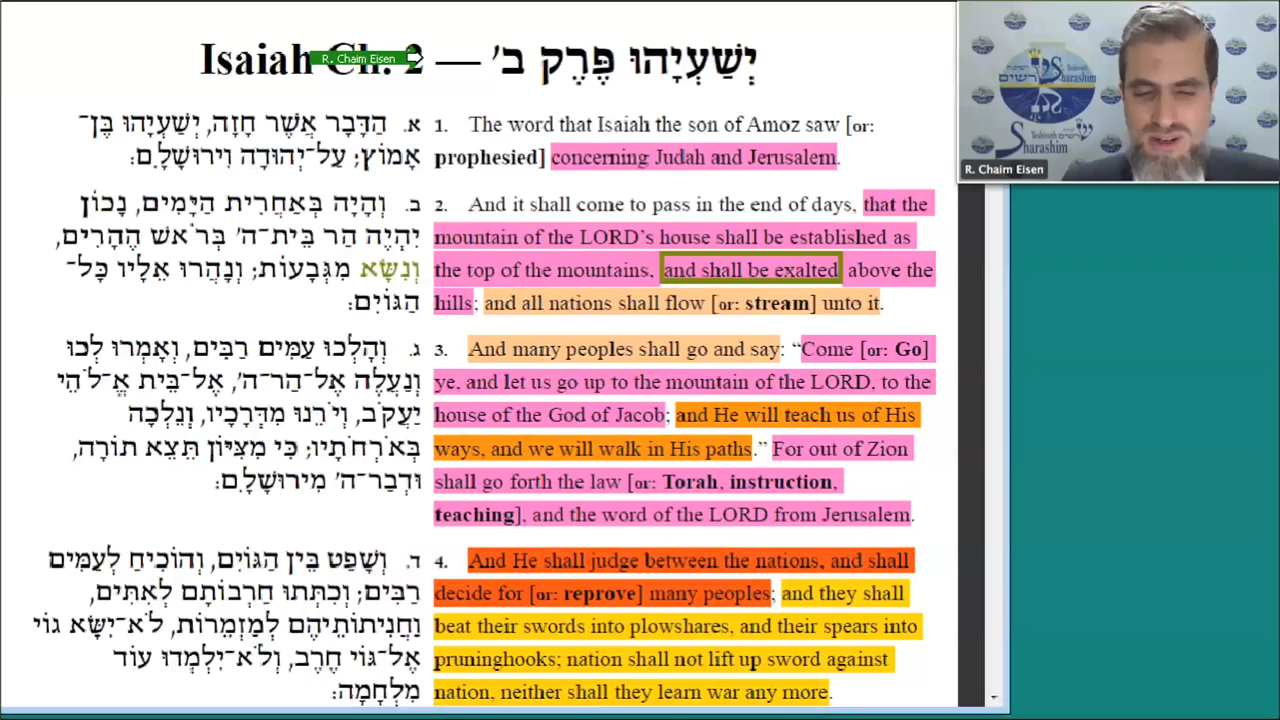 Isaiah Ch. 2 — יְשַׁעְיָהוּ פֶּרֶק ב׳
R. Chaim Eisen
א. הַדָּבָר אֲשֶׁר חָזָה, יְשַׁעְיָהוּ בֶּן־
אָמוֹץ; עַל־יְהוּדָה וִירוּשָׁלִָם:
1. The word that Isaiah the son of Amoz saw [or:
prophesied] concerning Judah and Jerusalem.
ב. וְהָיָה בְּאַחֲרִית הַיָּמִים, נָכוֹן
יִהְיֶה הַר בֵּית־ה׳ בְּרֹאשׁ הֶהָרִים,
וְנִשָּׂא מִגְּבָעוֹת; וְנָהֲרוּ אֵלָיו כָּל־
הַגּוֹיִם:
2. And it shall come to pass in the end of days, that the
mountain of the LORD’s house shall be established as
the top of the mountains, and shall be exalted above the
hills; and all nations shall flow [or: stream] unto it.
ג. וְהָלְכוּ עַמִּים רַבִּים, וְאָמְרוּ לְכוּ
וְנַעֲלֶה אֶל־הַר־ה׳, אֶל־בֵּית אֱ־לֹהֵי
יַעֲקֹב, וְיֹרֵנוּ מִדְּרָכָיו, וְנֵלְכָה
בְּאֹרְחֹתָיו; כִּי מִצִּיּוֹן תֵּצֵא תוֹרָה,
וּדְבַר־ה׳ מִירוּשָׁלִָם:
3. And many peoples shall go and say: “Come [or: Go]
ye, and let us go up to the mountain of the LORD, to the
house of the God of Jacob; and He will teach us of His
ways, and we will walk in His paths.” For out of Zion
shall go forth the law [or: Torah, instruction,
teaching], and the word of the LORD from Jerusalem.
ד. וְשָׁפַט בֵּין הַגּוֹיִם, וְהוֹכִיחַ לְעַמִּים
רַבִּים; וְכִתְּתוּ חַרְבוֹתָם לְאִתִּים,
וַחֲנִיתוֹתֵיהֶם לְמַזְמֵרוֹת, לֹא־יִשָּׂא גוֹי
אֶל־גּוֹי חֶרֶב, וְלֹא־יִלְמְדוּ עוֹד
מִלְחָמָה:
4. And He shall judge between the nations, and shall
decide for [or: reprove] many peoples; and they shall
beat their swords into plowshares, and their spears into
pruninghooks; nation shall not lift up sword against
nation, neither shall they learn war any more.
Yeshivath
Sharashim
שרשים
Yeshivath
Sharashim
R. Chaim Eisen